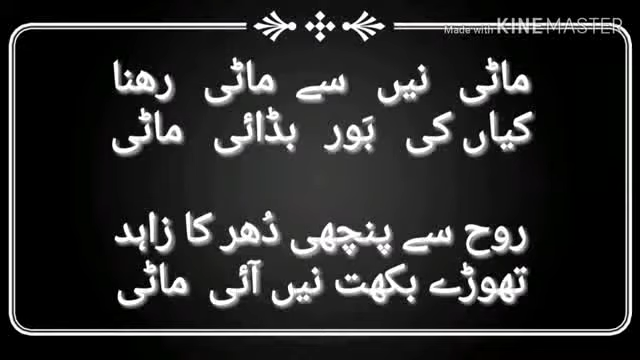 Made with KINEMASTER
ماٹی نیں سے ماٹی رھنا
کیاں کی بَور بڈائی ماٹی
روح سے پنچھی دُھر کا زاہد
تھوڑے بکھت نیں آئی ماٹی